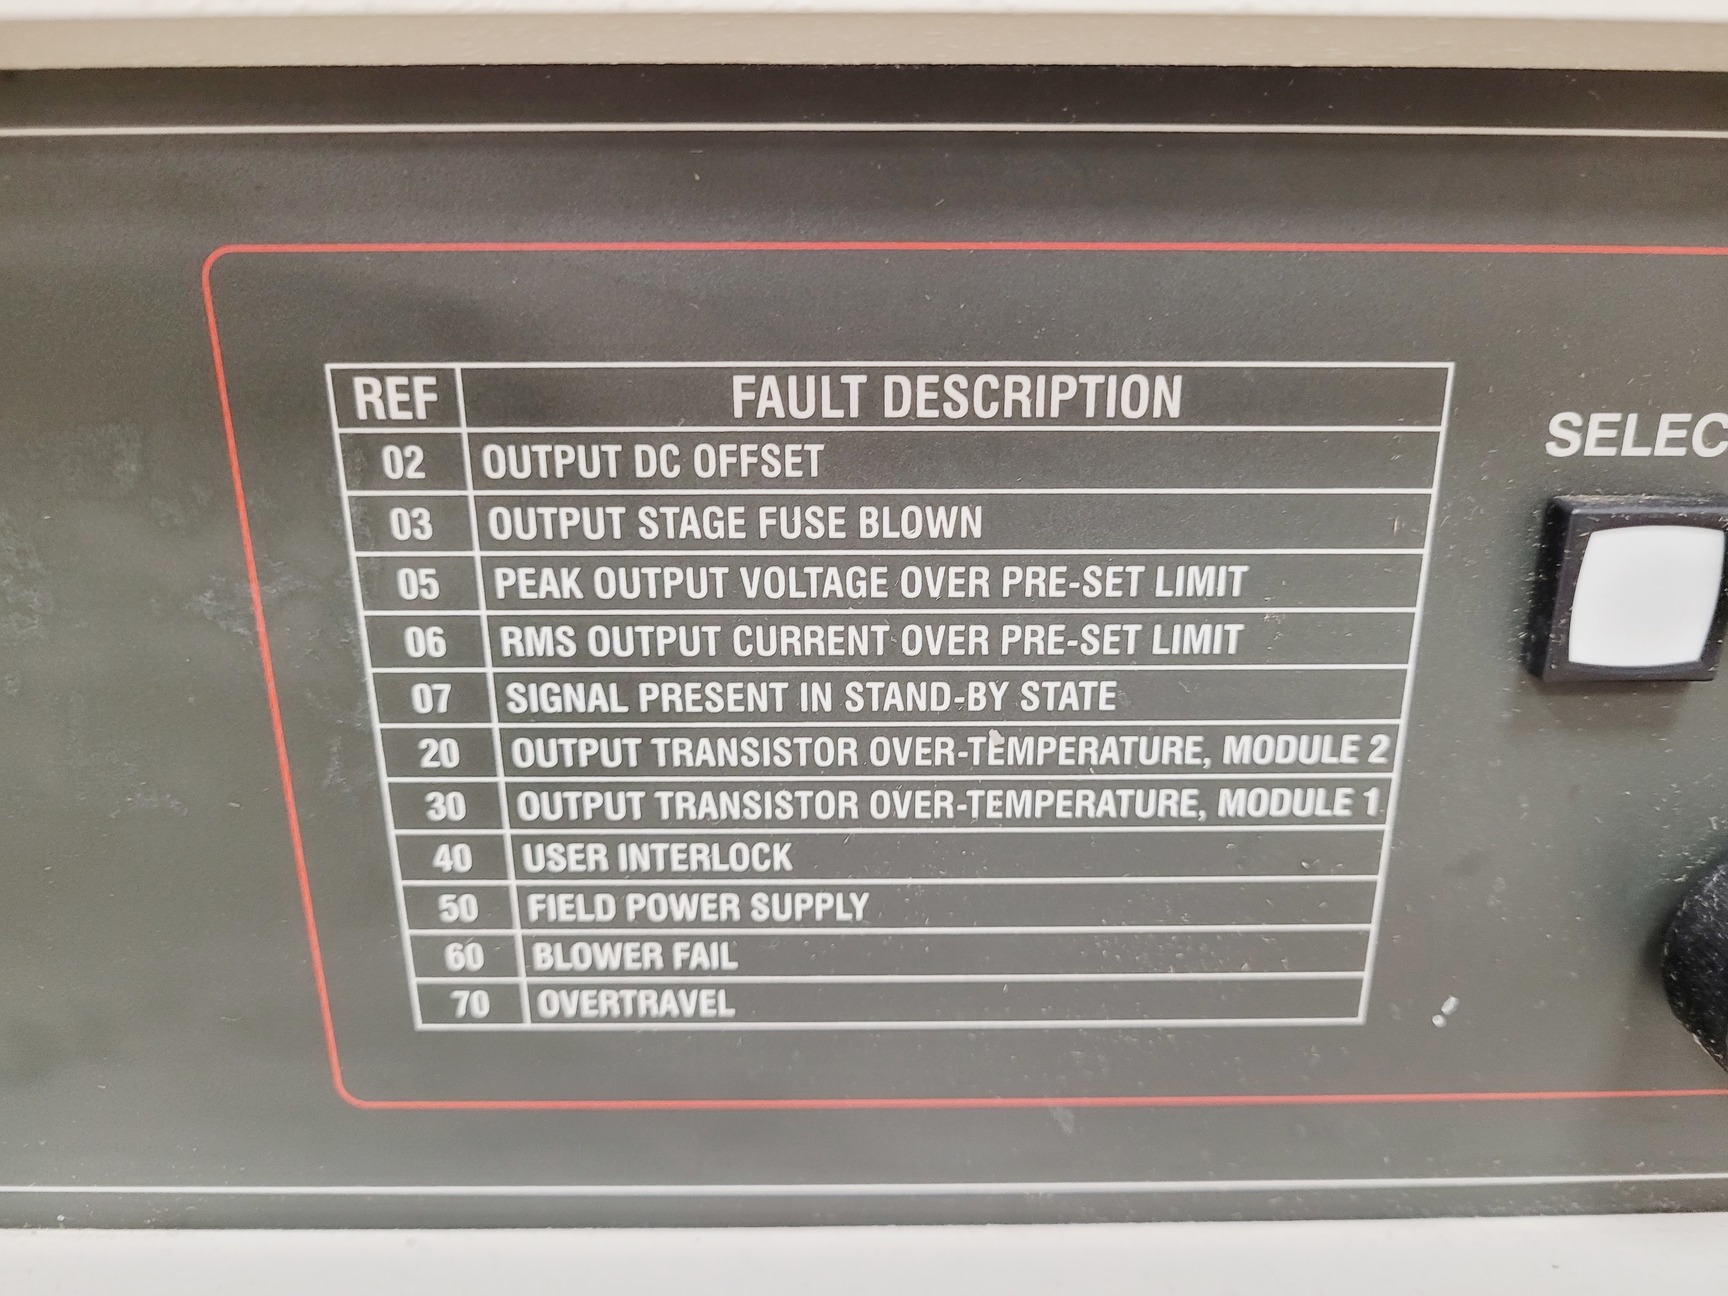 REF FAULT DESCRIPTION
02 OUTPUT DC OFFSET
03 OUTPUT STAGE FUSE BLOWN
05 PEAK OUTPUT VOLTAGE OVER PRE-SET LIMIT
06 RMS OUTPUT CURRENT OVER PRE-SET LIMIT
07 SIGNAL PRESENT IN STAND-BY STATE
20 OUTPUT TRANSISTOR OVER-TEMPERATURE, MODULE 2
30 OUTPUT TRANSISTOR OVER-TEMPERATURE, MODULE 1
40 USER INTERLOCK
50 FIELD POWER SUPPLY
60 BLOWER FAIL
70 OVERTRAVEL
SELEC